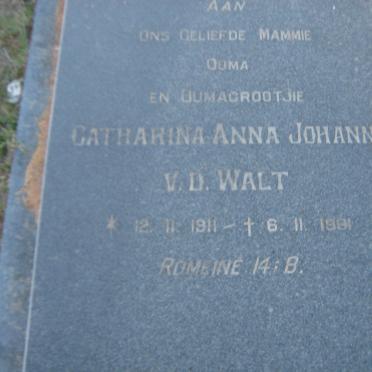 AAN
ONS GELIEFDE MAMMIE
OUMA
EN OUMAGROOTJIE
CATHARINA ANNA JOHANN
V.D. WALT
* 12. 11. 1911 – † 6. 11. 1981
ROMEINE 14:8.